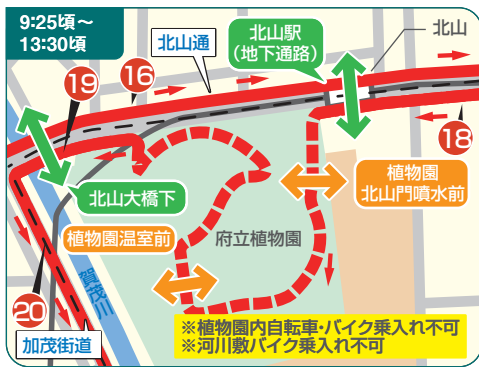 9:25頃～
13:30頃
北山通
北山駅
(地下通路)
北山
19
16
18
北山大橋下
植物園
北山門噴水前
植物園温室前
府立植物園
賀茂川
20
加茂街道
※植物園内自転車･バイク乗入れ不可
※河川敷バイク乗入れ不可